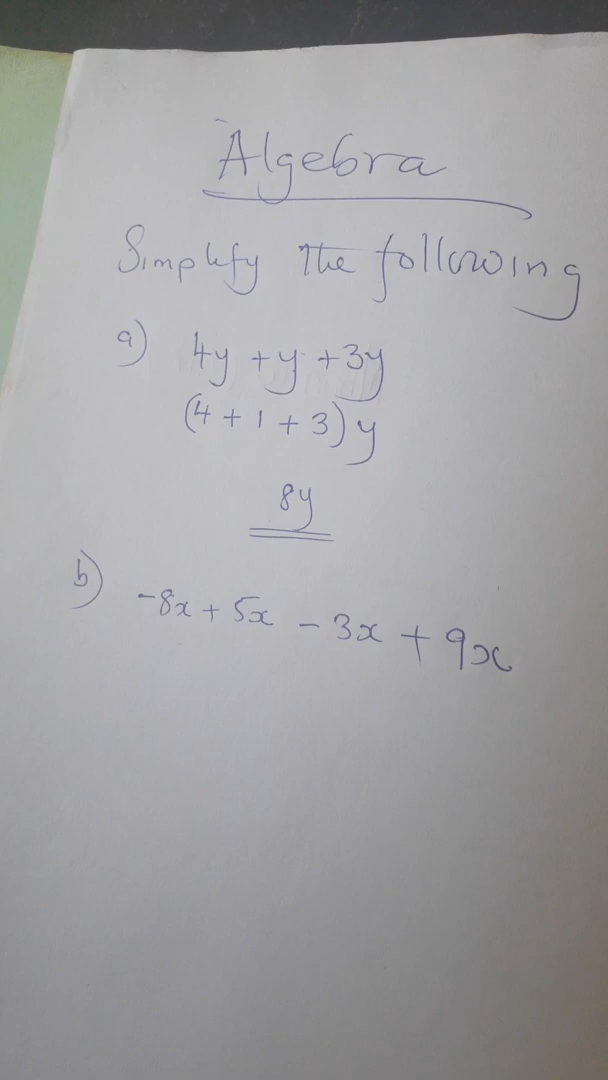 Algebra
Simplify the following
a) 4y + y + 3y
(4 + 1 + 3) y
8y
b) -8x + 5x - 3x + 9x